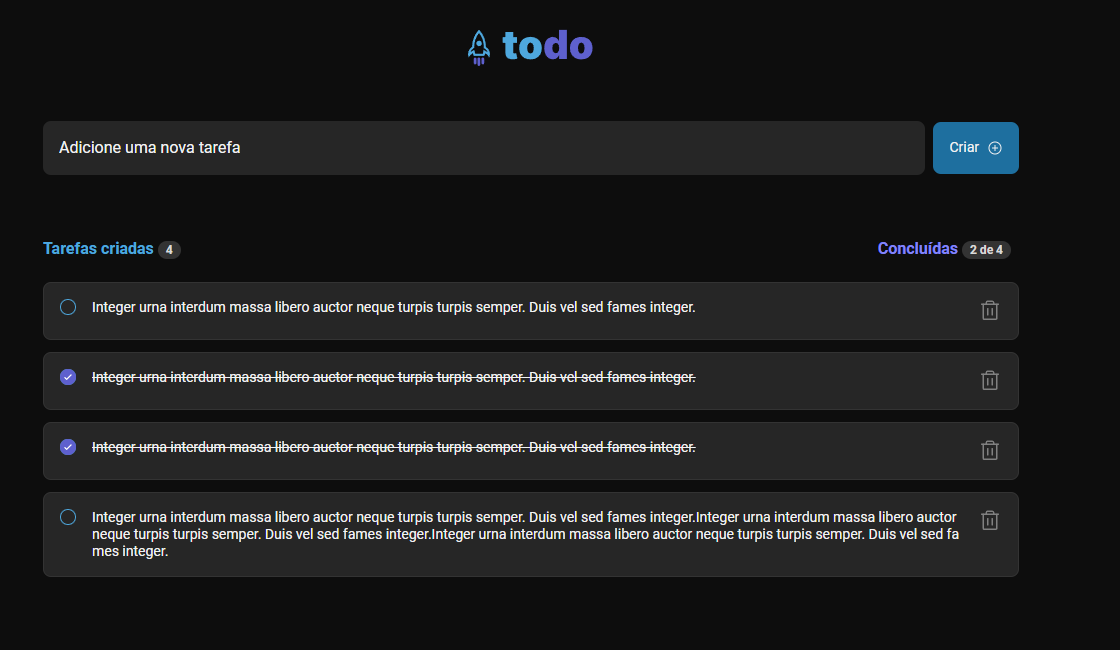 todo
Adicione uma nova tarefa
Criar
Tarefas criadas 4
Concluídas 2 de 4
Integer urna interdum massa libero auctor neque turpis turpis semper. Duis vel sed fames integer.
Integer urna interdum massa libero auctor neque turpis turpis semper. Duis vel sed fames integer.
Integer urna interdum massa libero auctor neque turpis turpis semper. Duis vel sed fames integer.
Integer urna interdum massa libero auctor neque turpis turpis semper. Duis vel sed fames integer.Integer urna interdum massa libero auctor
neque turpis turpis semper. Duis vel sed fames integer.Integer urna interdum massa libero auctor neque turpis turpis semper. Duis vel sed fa
mes integer.